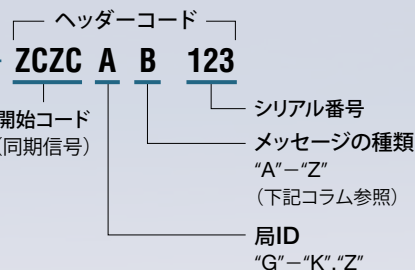 ヘッダーコード
ZCZC A B 123
開始コード
(同期信号)
シリアル番号
メッセージの種類
“A”−“Z”
(下記コラム参照)
局ID
“G”−“K”,“Z”